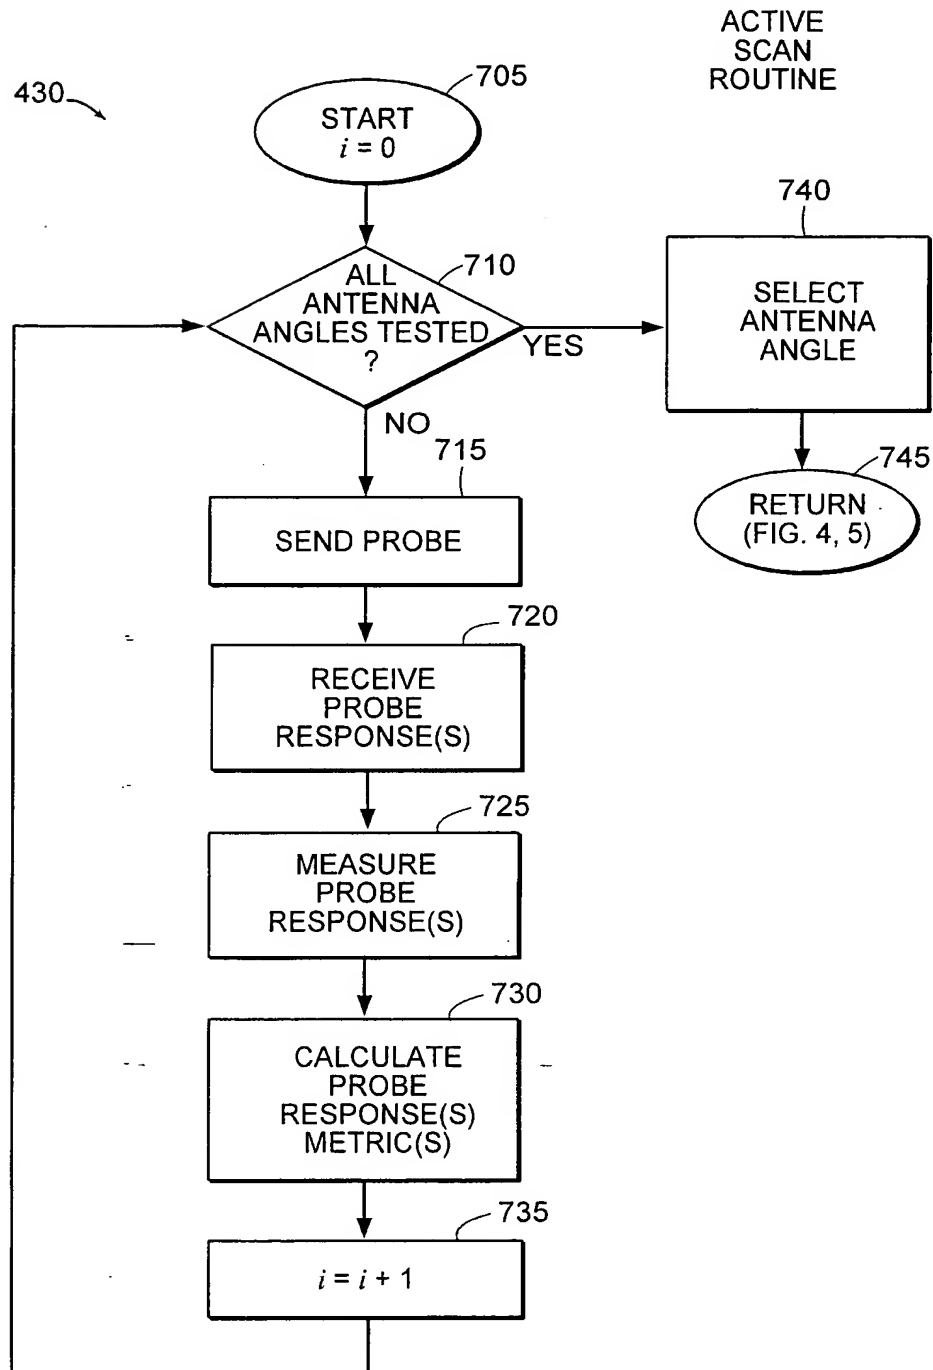 ACTIVE
SCAN
ROUTINE
430
705
START
i = 0
710
ALL
ANTENNA
ANGLES TESTED
?
YES
NO
740
SELECT
ANTENNA
ANGLE
745
RETURN
(FIG. 4, 5)
715
SEND PROBE
720
RECEIVE
PROBE
RESPONSE(S)
725
MEASURE
PROBE
RESPONSE(S)
730
CALCULATE
PROBE
RESPONSE(S)
METRIC(S)
735
i = i + 1